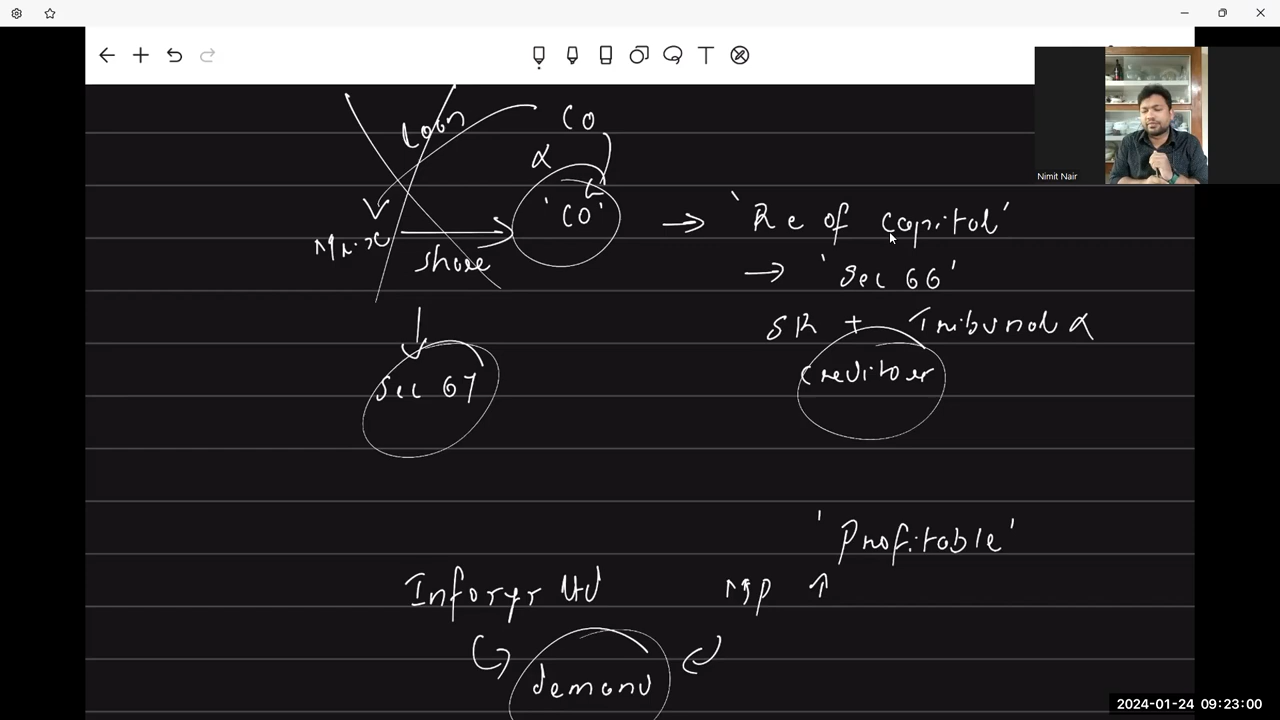 Loan
CO
α
'CO'
→ 'Re of capital'
Mr. x
share
→ 'Sec 66'
SR + Tribunal α
Sec 67
creditor
'Profitable'
Infosys Ltd
MP ↑
demand
T
Nimit Nair
2024-01-24 09:23:00